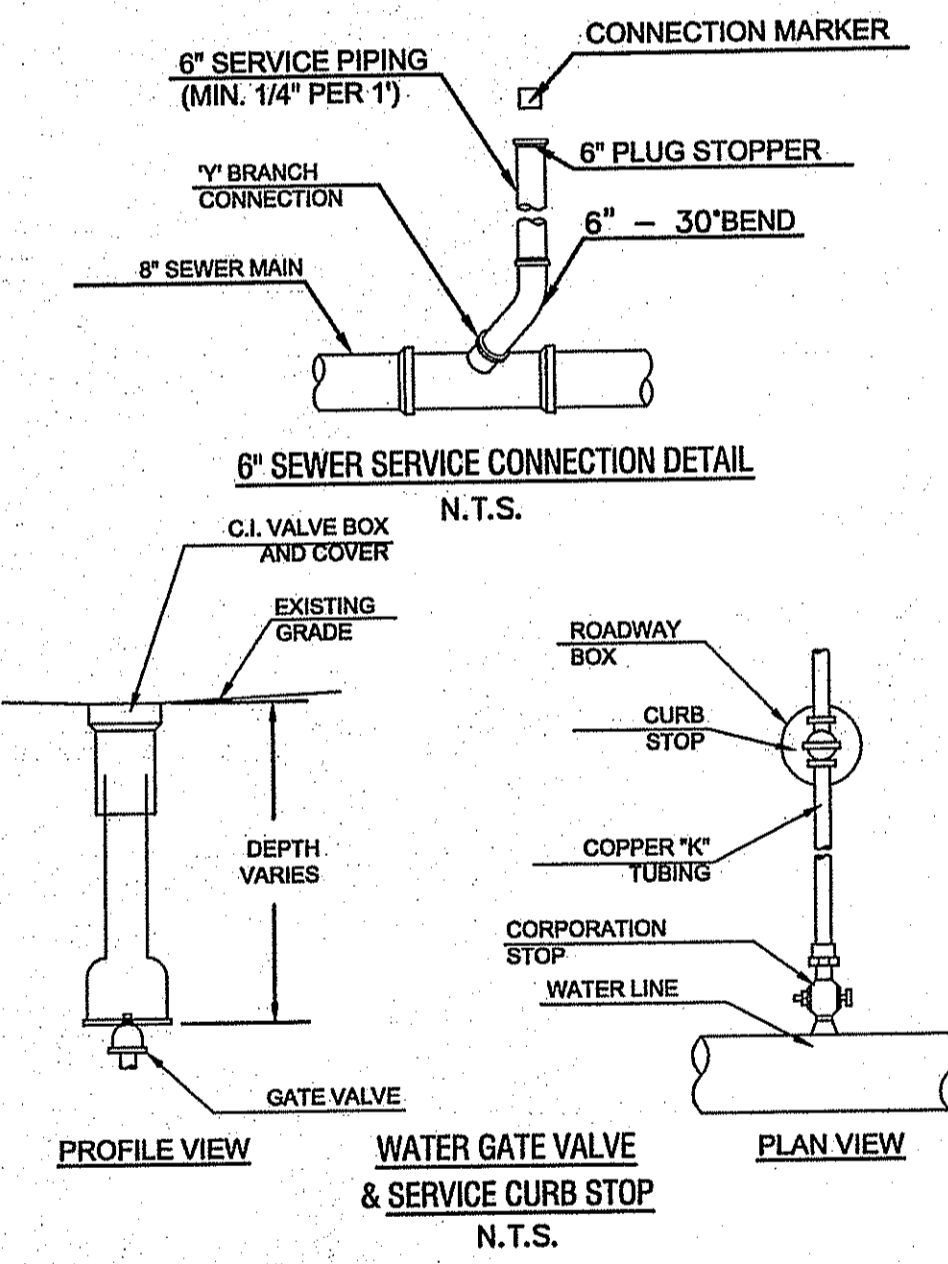 CONNECTION MARKER
6" SERVICE PIPING
(MIN. 1/4" PER 1')
6" PLUG STOPPER
'Y' BRANCH
CONNECTION
6" - 30°BEND
8" SEWER MAIN
6" SEWER SERVICE CONNECTION DETAIL
N.T.S.
C.I. VALVE BOX
AND COVER
EXISTING
GRADE
DEPTH
VARIES
GATE VALVE
PROFILE VIEW
ROADWAY
BOX
CURB
STOP
COPPER "K"
TUBING
CORPORATION
STOP
WATER LINE
PLAN VIEW
WATER GATE VALVE
& SERVICE CURB STOP
N.T.S.